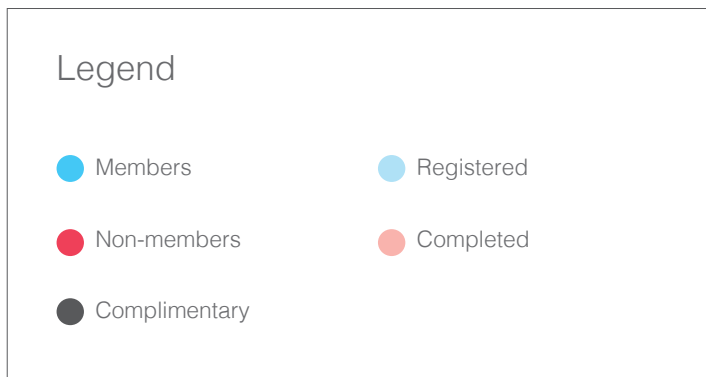 Legend
Members
Registered
Non-members
Completed
Complimentary